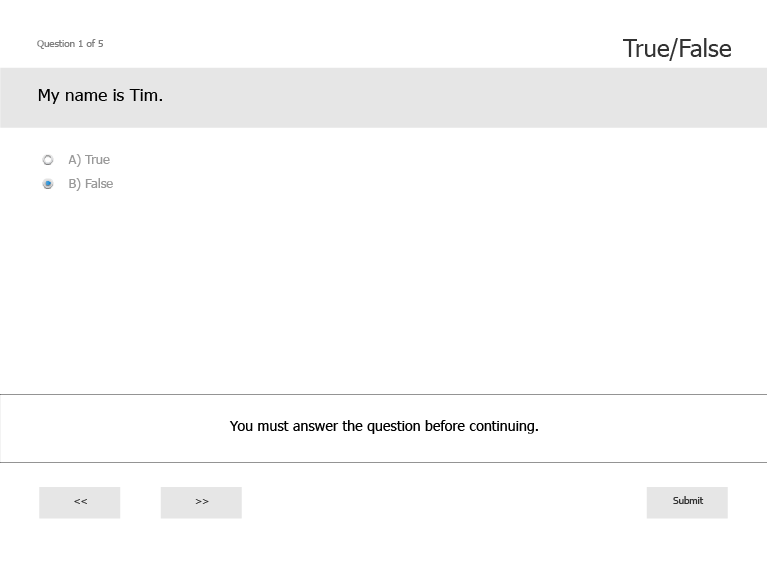 Question 1 of 5
True/False
My name is Tim.
A) True
B) False
You must answer the question before continuing.
<<
>>
Submit